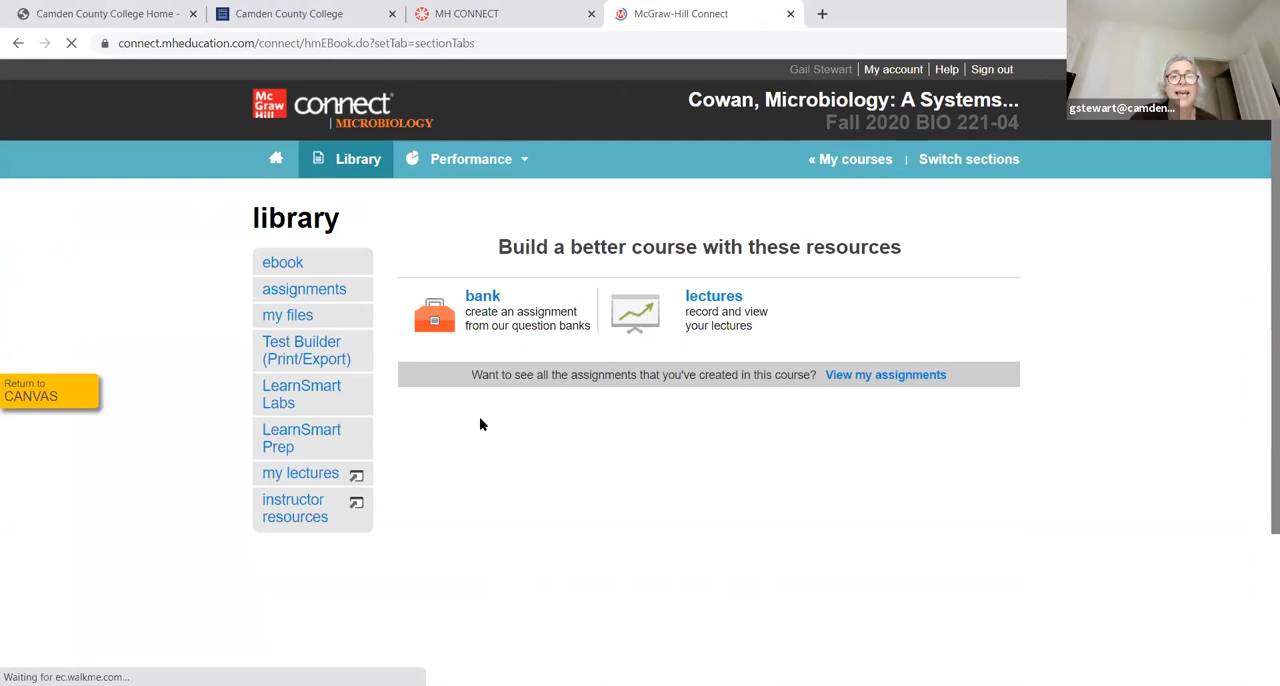 Camden County College Home -
Camden County College
MH CONNECT
McGraw-Hill Connect
connect.mheducation.com/connect/hmEBook.do?setTab=sectionTabs
gstewart@camden...
Gail Stewart | My account | Help | Sign out
Mc
Graw
Hill
connect
| MICROBIOLOGY
Cowan, Microbiology: A Systems...
Fall 2020 BIO 221-04
Library
Performance
« My courses | Switch sections
library
ebook
assignments
my files
Test Builder
(Print/Export)
LearnSmart
Labs
LearnSmart
Prep
my lectures
instructor
resources
Return to
CANVAS
Build a better course with these resources
bank
create an assignment
from our question banks
lectures
record and view
your lectures
Want to see all the assignments that you've created in this course? View my assignments
Waiting for ec.walkme.com...